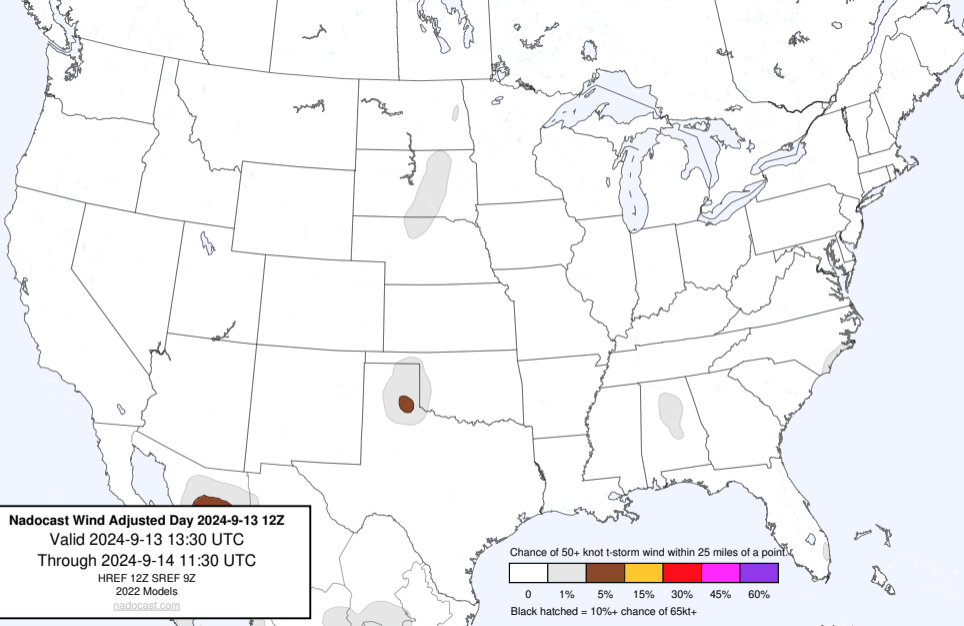 Nadocast Wind Adjusted Day 2024-9-13 12Z
Valid 2024-9-13 13:30 UTC
Through 2024-9-14 11:30 UTC
HREF 12Z SREF 9Z
2022 Models
nadocast.com
Chance of 50+ knot t-storm wind within 25 miles of a point.
0 1% 5% 15% 30% 45% 60%
Black hatched = 10%+ chance of 65kt+